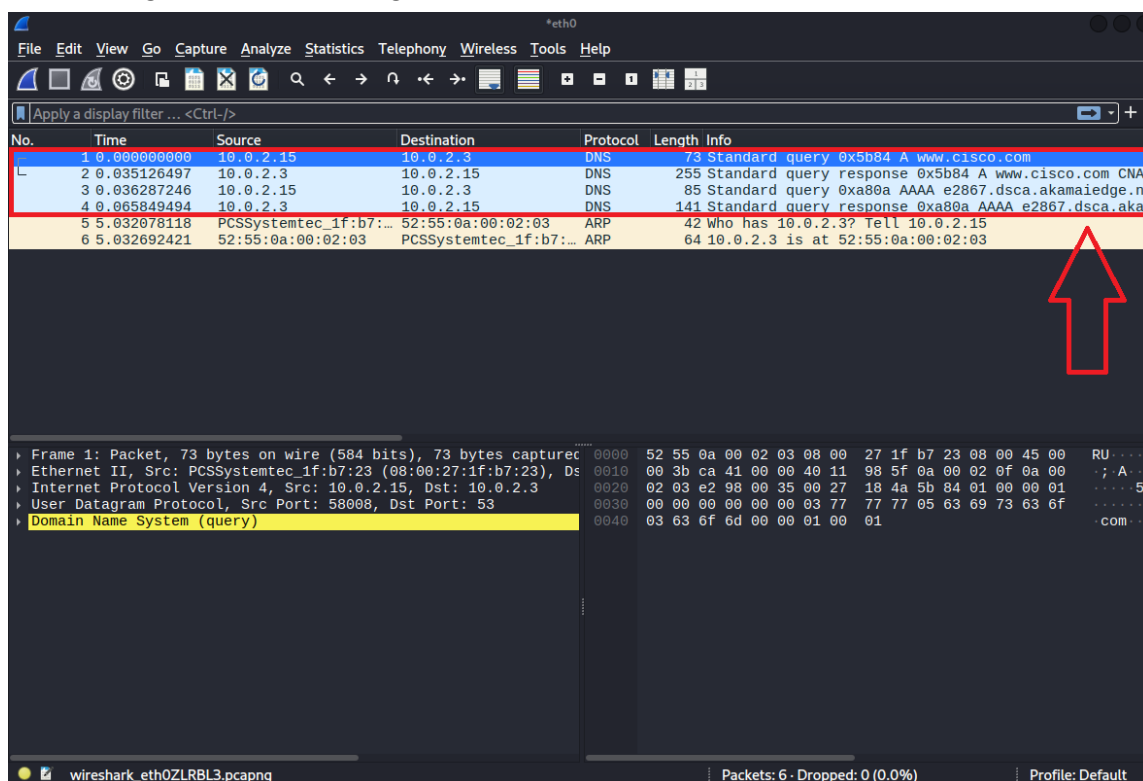 *eth0
File Edit View Go Capture Analyze Statistics Telephony Wireless Tools Help
Apply a display filter ... <Ctrl-/>
No. Time Source Destination Protocol Length Info
1 0.000000000 10.0.2.15 10.0.2.3 DNS 73 Standard query 0x5b84 A www.cisco.com
2 0.035126497 10.0.2.3 10.0.2.15 DNS 255 Standard query response 0x5b84 A www.cisco.com CNA
3 0.036287246 10.0.2.15 10.0.2.3 DNS 85 Standard query 0xa80a AAAA e2867.dsca.akamaiedge.n
4 0.065849494 10.0.2.3 10.0.2.15 DNS 141 Standard query response 0xa80a AAAA e2867.dsca.aka
5 5.032078118 PCSSystemtec_1f:b7:… 52:55:0a:00:02:03 ARP 42 Who has 10.0.2.3? Tell 10.0.2.15
6 5.032692421 52:55:0a:00:02:03 PCSSystemtec_1f:b7:… ARP 64 10.0.2.3 is at 52:55:0a:00:02:03
Frame 1: Packet, 73 bytes on wire (584 bits), 73 bytes captured
Ethernet II, Src: PCSSystemtec_1f:b7:23 (08:00:27:1f:b7:23), Ds
Internet Protocol Version 4, Src: 10.0.2.15, Dst: 10.0.2.3
User Datagram Protocol, Src Port: 58008, Dst Port: 53
Domain Name System (query)
0000 52 55 0a 00 02 03 08 00 27 1f b7 23 08 00 45 00 RU····
0010 00 3b ca 41 00 00 40 11 98 5f 0a 00 02 0f 0a 00 ·;·A··
0020 02 03 e2 98 00 35 00 27 18 4a 5b 84 01 00 00 01 ·····5
0030 00 00 00 00 00 00 03 77 77 77 05 63 69 73 63 6f ······
0040 03 63 6f 6d 00 00 01 00 01 ·com··
wireshark_eth0ZLRBL3.pcapng Packets: 6 · Dropped: 0 (0.0%) Profile: Default